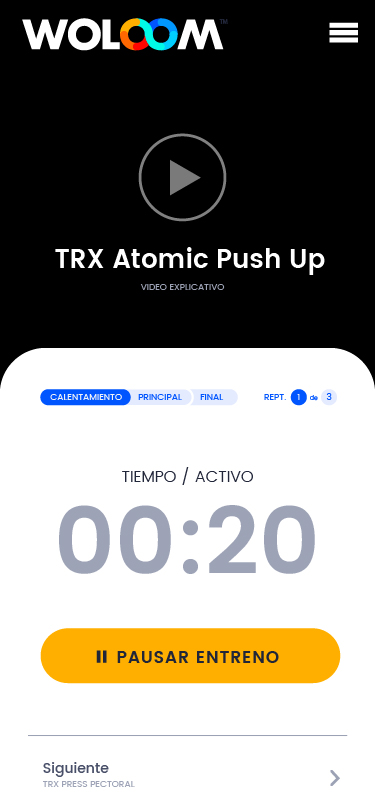 WOLOOM™
TRX Atomic Push Up
VIDEO EXPLICATIVO
CALENTAMIENTO PRINCIPAL FINAL REPT. 1 de 3
TIEMPO / ACTIVO
00:20
PAUSAR ENTRENO
Siguiente
TRX PRESS PECTORAL